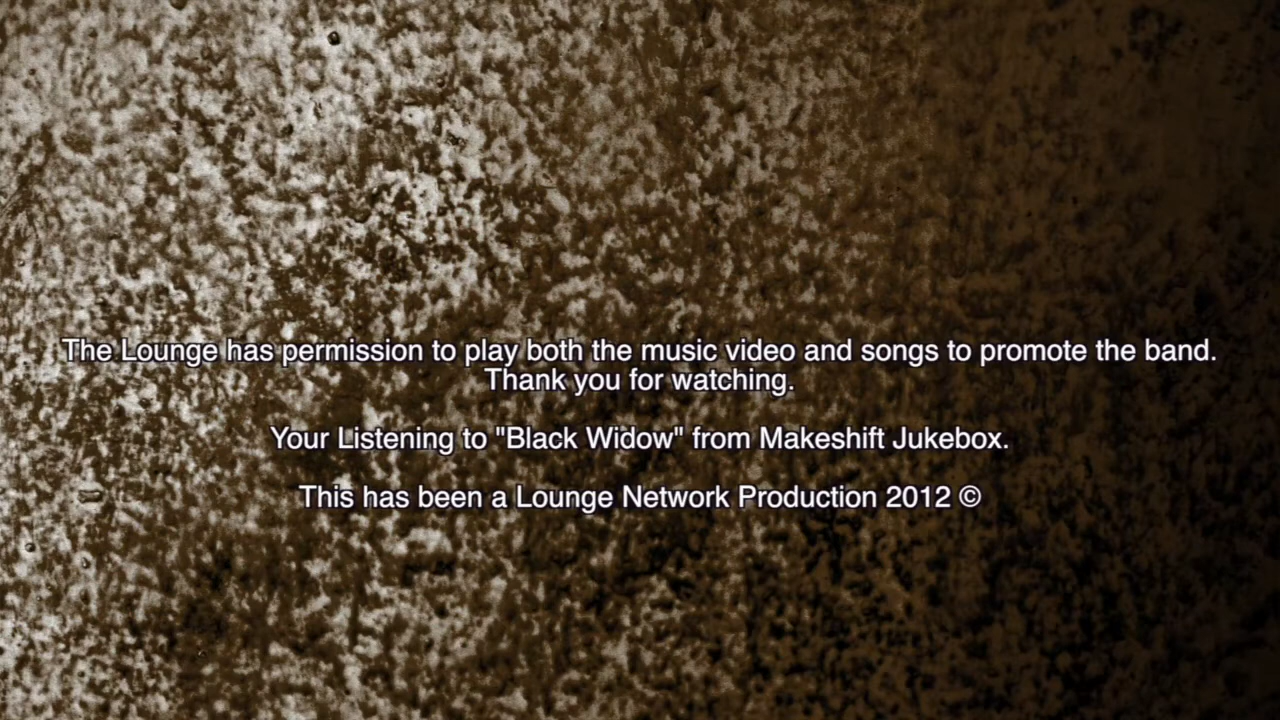 The Lounge has permission to play both the music video and songs to promote the band.
Thank you for watching.
Your Listening to "Black Widow" from Makeshift Jukebox.
This has been a Lounge Network Production 2012 ©